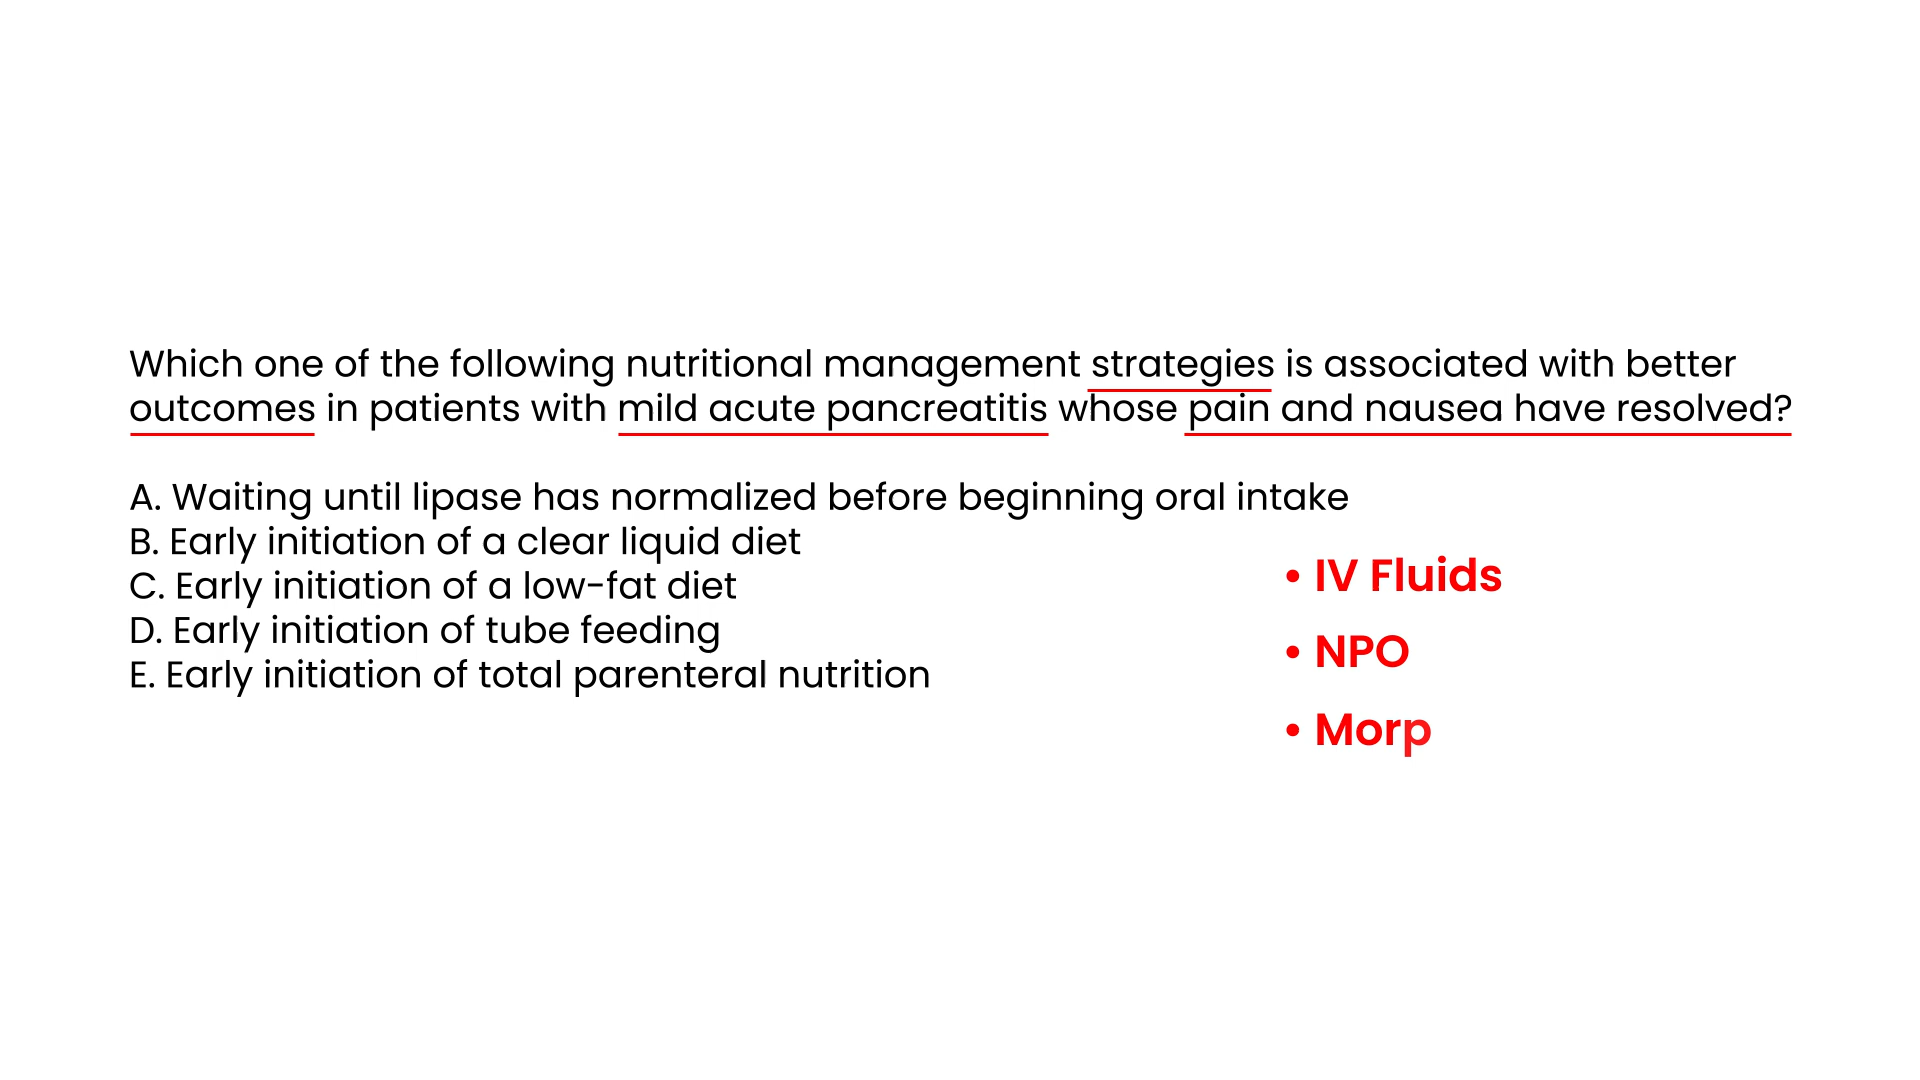 Which one of the following nutritional management strategies is associated with better
outcomes in patients with mild acute pancreatitis whose pain and nausea have resolved?
A. Waiting until lipase has normalized before beginning oral intake
B. Early initiation of a clear liquid diet
C. Early initiation of a low-fat diet
D. Early initiation of tube feeding
E. Early initiation of total parenteral nutrition
• IV Fluids
• NPO
• Morp